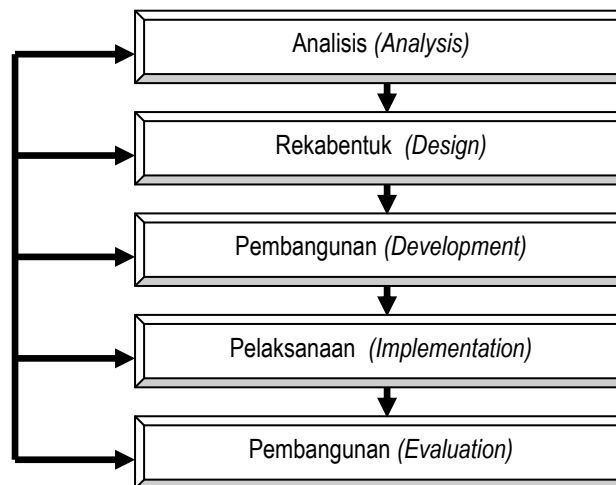 Analisis (Analysis)
Rekabentuk (Design)
Pembangunan (Development)
Pelaksanaan (Implementation)
Pembangunan (Evaluation)